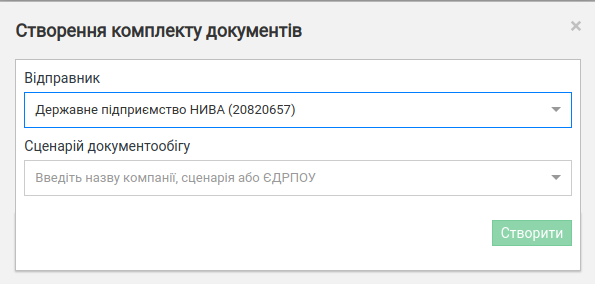 Створення комплекту документів
×
Відправник
Державне підприємство НИВА (20820657)
Сценарій документообігу
Введіть назву компанії, сценарія або ЄДРПОУ
Створити